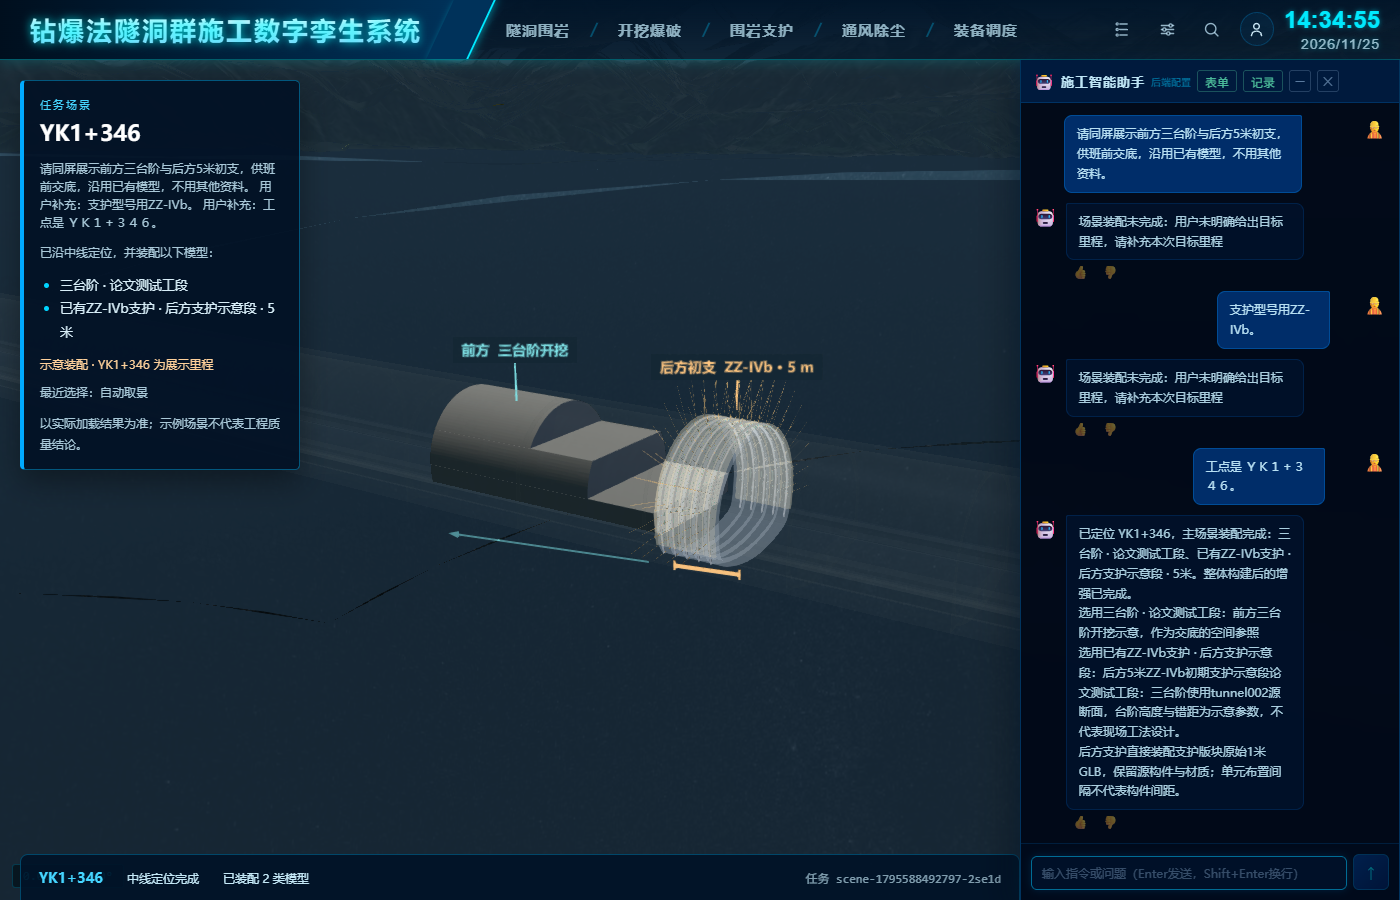 钻爆法隧洞群施工数字孪生系统
隧洞围岩 / 开挖爆破 / 围岩支护 / 通风除尘 / 装备调度
14:34:55
2026/11/25
任务场景
YK1+346
请同屏展示前方三台阶与后方5米初支，供班
前交底，沿用已有模型，不用其他资料。 用
户补充：支护型号用ZZ-IVb。 用户补充：工
点是 ＹＫ１＋３４６。
已沿中线定位，并装配以下模型：
三台阶 · 论文测试工段
已有ZZ-IVb支护 · 后方支护示意段 · 5
米
示意装配 · YK1+346 为展示里程
最近选择：自动取景
以实际加载结果为准；示例场景不代表工程质
量结论。
前方 三台阶开挖
后方初支 ZZ-IVb · 5 m
YK1+346 中线定位完成 已装配 2 类模型
任务 scene-1795588492797-2se1d
施工智能助手 后端配置 表单 记录
请同屏展示前方三台阶与后方5米初支，
供班前交底，沿用已有模型，不用其他
资料。
场景装配未完成：用户未明确给出目标
里程，请补充本次目标里程
支护型号用ZZ-
IVb。
场景装配未完成：用户未明确给出目标
里程，请补充本次目标里程
工点是 ＹＫ１＋３
４６。
已定位 YK1+346，主场景装配完成：三
台阶 · 论文测试工段、已有ZZ-IVb支护 ·
后方支护示意段 · 5米。整体构建后的增
强已完成。
选用三台阶 · 论文测试工段：前方三台
阶开挖示意，作为交底的空间参照
选用已有ZZ-IVb支护 · 后方支护示意
段：后方5米ZZ-IVb初期支护示意段论
文测试工段：三台阶使用tunnel002源
断面，台阶高度与错距为示意参数，不
代表现场工法设计。
后方支护直接装配支护版块原始1米
GLB，保留源构件与材质；单元布置间
隔不代表构件间距。
输入指令或问题（Enter发送，Shift+Enter换行）